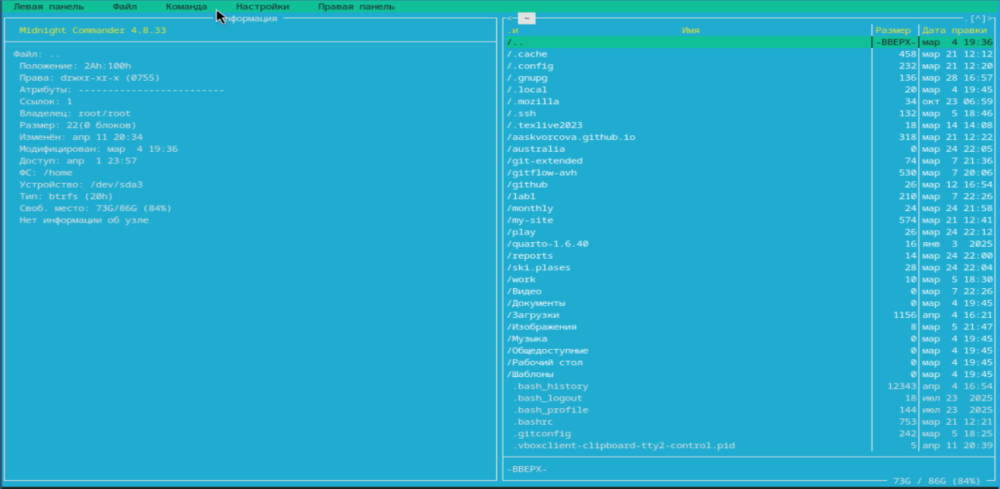 Левая панель Файл Команда Настройки Правая панель
нформация
Midnight Commander 4.8.33
Файл: ..
Положение: 2Ah:100h
Права: drwxr-xr-x (0755)
Атрибуты: -------------------------
Ссылок: 1
Владелец: root/root
Размер: 22(0 блоков)
Изменён: апр 11 20:34
Модифицирован: мар  4 19:36
Доступ: апр  1 23:57
ФС: /home
Устройство: /dev/sda3
Тип: btrfs (20h)
Своб. место: 73G/86G (84%)
Нет информации об узле
<- ~ .[^]>
.и Имя Размер Дата правки
/.. -ВВЕРХ- мар  4 19:36
/.cache 458 мар 21 12:12
/.config 232 мар 21 12:20
/.gnupg 136 мар 28 16:57
/.local 20 мар  4 19:45
/.mozilla 34 окт 23 06:59
/.ssh 132 мар  5 18:46
/.texlive2023 18 мар 14 14:08
/aaskvorcova.github.io 318 мар 21 12:22
/australia 0 мар 24 22:05
/git-extended 74 мар  7 21:36
/gitflow-avh 530 мар  7 20:06
/github 26 мар 12 16:54
/lab1 210 мар  7 22:26
/monthly 24 мар 24 21:58
/my-site 574 мар 21 12:41
/play 26 мар 24 22:12
/quarto-1.6.40 16 янв  3  2025
/reports 14 мар 24 22:00
/ski.plases 28 мар 24 22:04
/work 10 мар  5 18:30
/Видео 0 мар  7 22:26
/Документы 0 мар  4 19:45
/Загрузки 1156 апр  4 16:21
/Изображения 8 мар  5 21:47
/Музыка 0 мар  4 19:45
/Общедоступные 0 мар  4 19:45
/Рабочий стол 0 мар  4 19:45
/Шаблоны 0 мар  4 19:45
.bash_history 12343 апр  4 16:54
.bash_logout 18 июл 23  2025
.bash_profile 144 июл 23  2025
.bashrc 753 мар 21 12:21
.gitconfig 242 мар  5 18:25
.vboxclient-clipboard-tty2-control.pid 5 апр 11 20:39
-ВВЕРХ-
73G / 86G (84%)